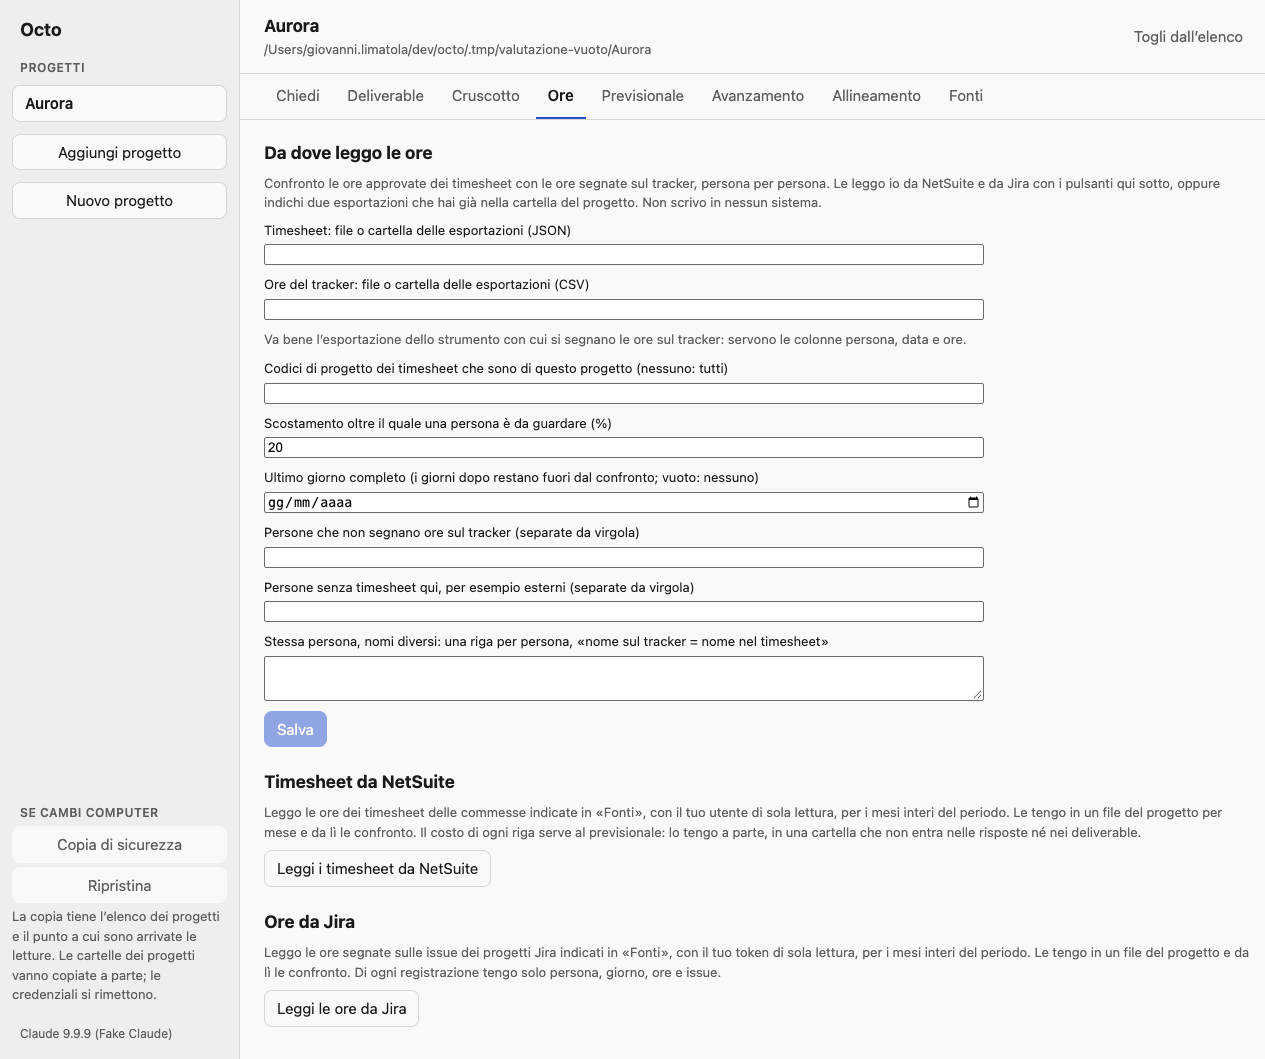 Octo
PROGETTI
Aurora
Aggiungi progetto
Nuovo progetto
SE CAMBI COMPUTER
Copia di sicurezza
Ripristina
La copia tiene l’elenco dei progetti
e il punto a cui sono arrivate le
letture. Le cartelle dei progetti
vanno copiate a parte; le
credenziali si rimettono.
Claude 9.9.9 (Fake Claude)
Aurora
/Users/giovanni.limatola/dev/octo/.tmp/valutazione-vuoto/Aurora
Togli dall’elenco
Chiedi Deliverable Cruscotto Ore Previsionale Avanzamento Allineamento Fonti
Da dove leggo le ore
Confronto le ore approvate dei timesheet con le ore segnate sul tracker, persona per persona. Le leggo io da NetSuite e da Jira con i pulsanti qui sotto, oppure
indichi due esportazioni che hai già nella cartella del progetto. Non scrivo in nessun sistema.
Timesheet: file o cartella delle esportazioni (JSON)
Ore del tracker: file o cartella delle esportazioni (CSV)
Va bene l’esportazione dello strumento con cui si segnano le ore sul tracker: servono le colonne persona, data e ore.
Codici di progetto dei timesheet che sono di questo progetto (nessuno: tutti)
Scostamento oltre il quale una persona è da guardare (%)
20
Ultimo giorno completo (i giorni dopo restano fuori dal confronto; vuoto: nessuno)
gg/mm/aaaa
Persone che non segnano ore sul tracker (separate da virgola)
Persone senza timesheet qui, per esempio esterni (separate da virgola)
Stessa persona, nomi diversi: una riga per persona, «nome sul tracker = nome nel timesheet»
Salva
Timesheet da NetSuite
Leggo le ore dei timesheet delle commesse indicate in «Fonti», con il tuo utente di sola lettura, per i mesi interi del periodo. Le tengo in un file del progetto per
mese e da lì le confronto. Il costo di ogni riga serve al previsionale: lo tengo a parte, in una cartella che non entra nelle risposte né nei deliverable.
Leggi i timesheet da NetSuite
Ore da Jira
Leggo le ore segnate sulle issue dei progetti Jira indicati in «Fonti», con il tuo token di sola lettura, per i mesi interi del periodo. Le tengo in un file del progetto e da
lì le confronto. Di ogni registrazione tengo solo persona, giorno, ore e issue.
Leggi le ore da Jira